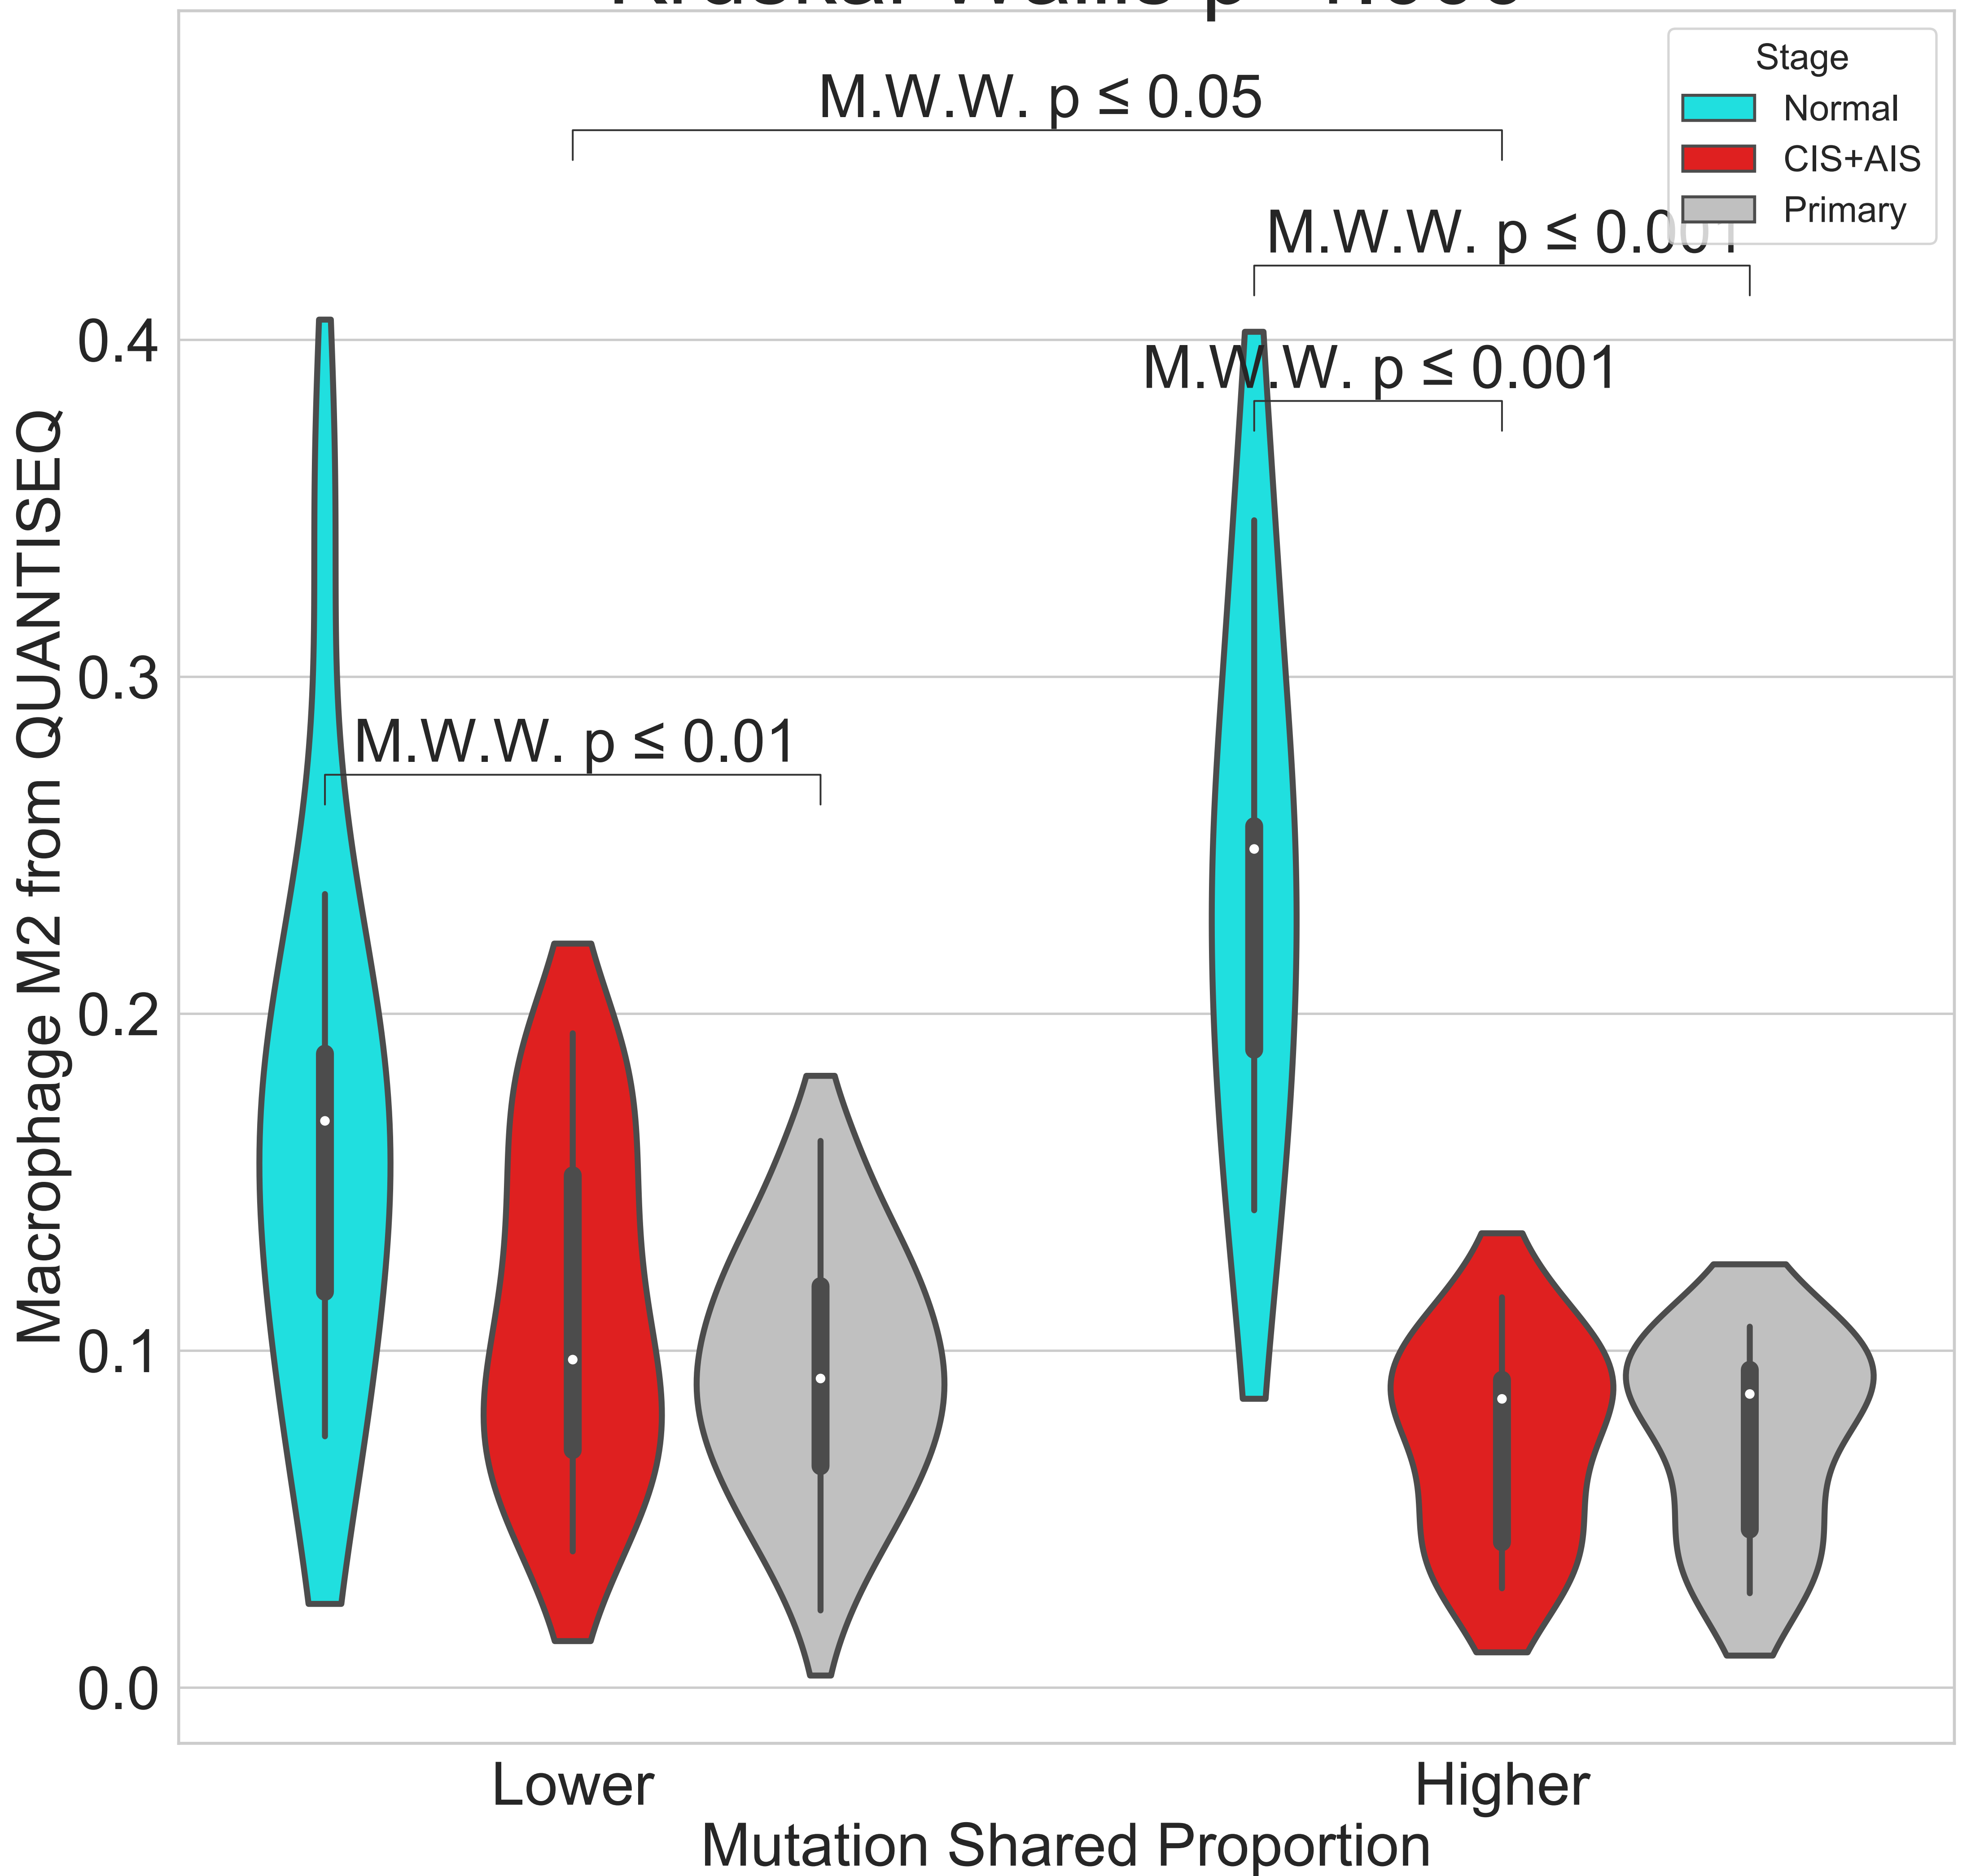 M.W.W. p ≤ 0.05
Stage
Normal
CIS+AIS
Primary
M.W.W. p ≤ 0.001
M.W.W. p ≤ 0.001
M.W.W. p ≤ 0.01
Macrophage M2 from QUANTISEQ
0.4
0.3
0.2
0.1
0.0
Lower
Higher
Mutation Shared Proportion